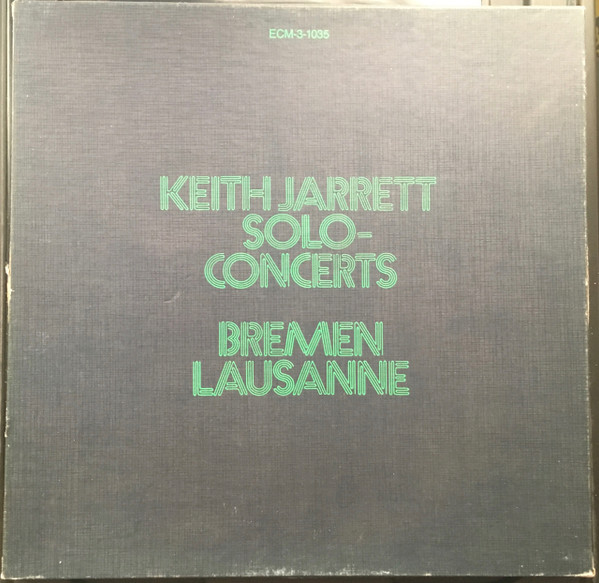 ECM-3-1035
KEITH JARRETT
SOLO-
CONCERTS
BREMEN
LAUSANNE